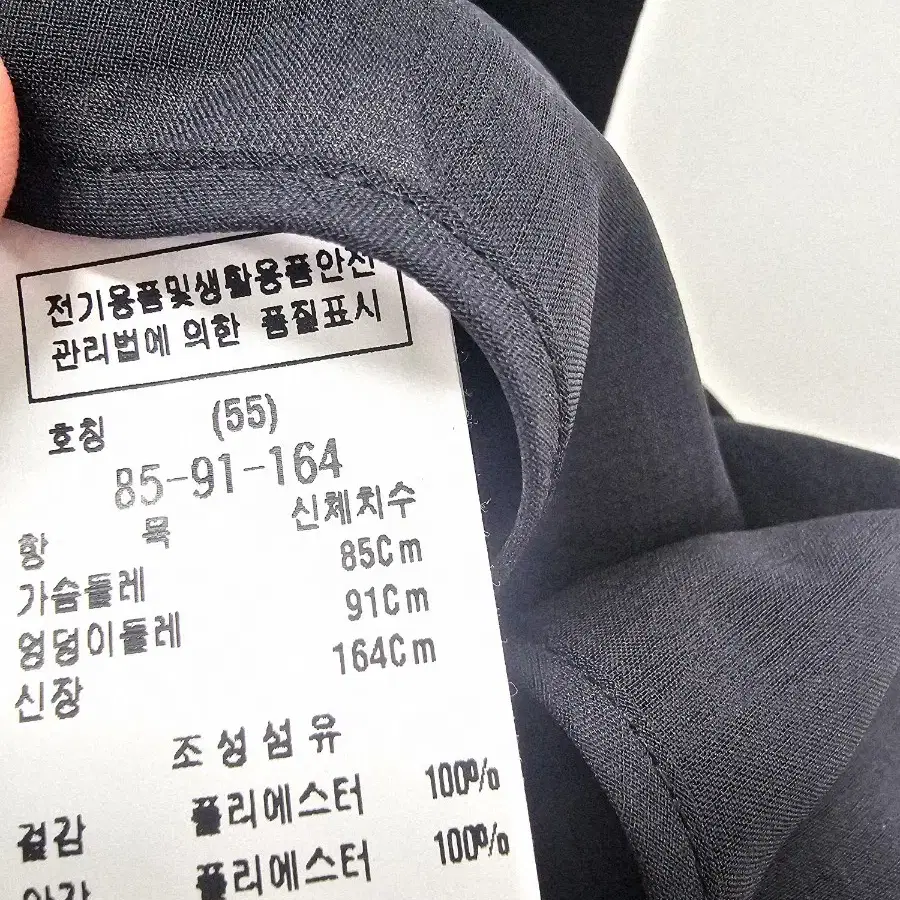 전기용품및생활용품안전
관리법에 의한 품질표시
호칭 (55)
85-91-164
항 목 신체치수
가슴둘레 85Cm
엉덩이둘레 91Cm
신장 164Cm
조성섬유
겉감 폴리에스터 100%
안감 폴리에스터 100%